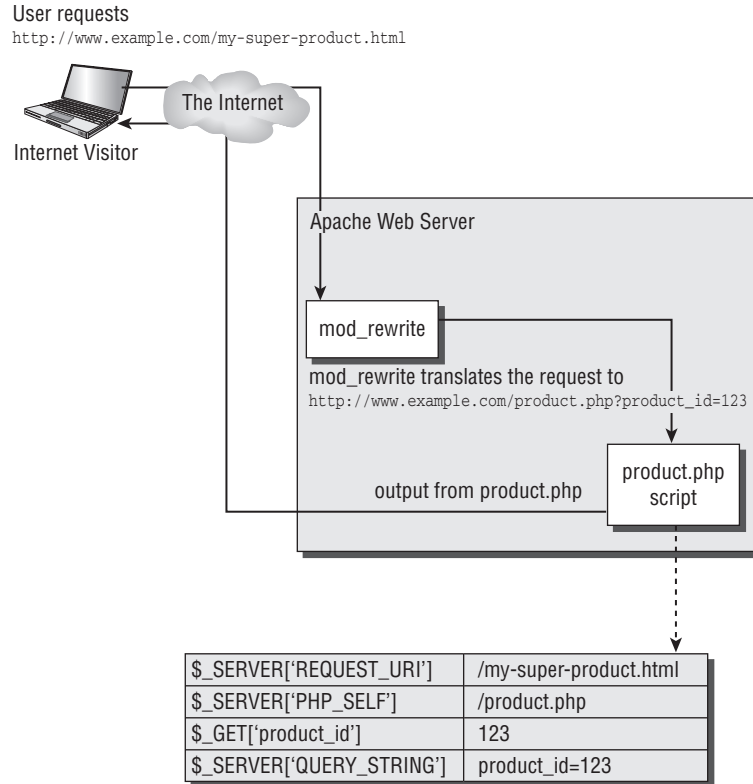 User requests
http://www.example.com/my-super-product.html
The Internet
Internet Visitor
Apache Web Server
mod_rewrite
mod_rewrite translates the request to
http://www.example.com/product.php?product_id=123
product.php
script
output from product.php
$_SERVER[‘REQUEST_URI’] /my-super-product.html
$_SERVER[‘PHP_SELF’] /product.php
$_GET[‘product_id’] 123
$_SERVER[‘QUERY_STRING’] product_id=123